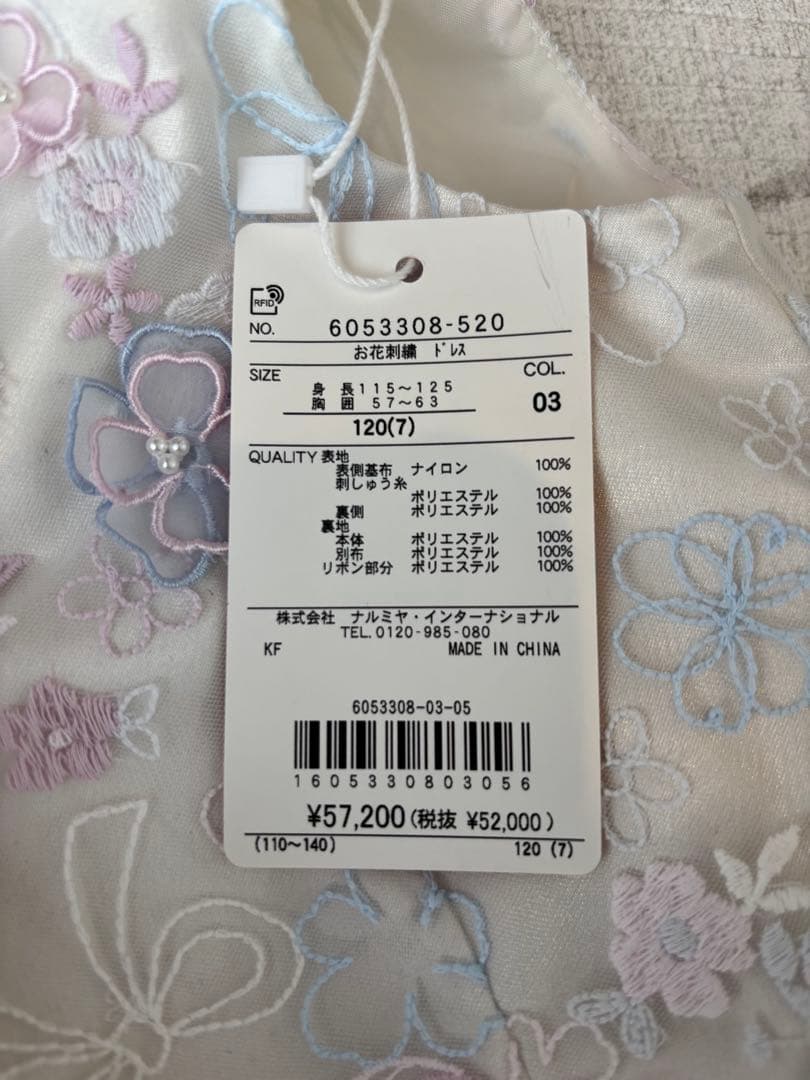 RFID
NO. 6053308-520
お花刺繍 ﾄﾞﾚｽ
SIZE COL.
身長115~125
胸囲 57~63 03
120(7)
QUALITY 表地
表側基布 ナイロン 100%
刺しゅう糸
ポリエステル 100%
裏側 ポリエステル 100%
裏地
本体 ポリエステル 100%
別布 ポリエステル 100%
リボン部分 ポリエステル 100%
株式会社 ナルミヤ・インターナショナル
TEL.0120-985-080
KF MADE IN CHINA
6053308-03-05
1605330803056
¥57,200(税抜 ¥52,000)
(110~140) 120 (7)